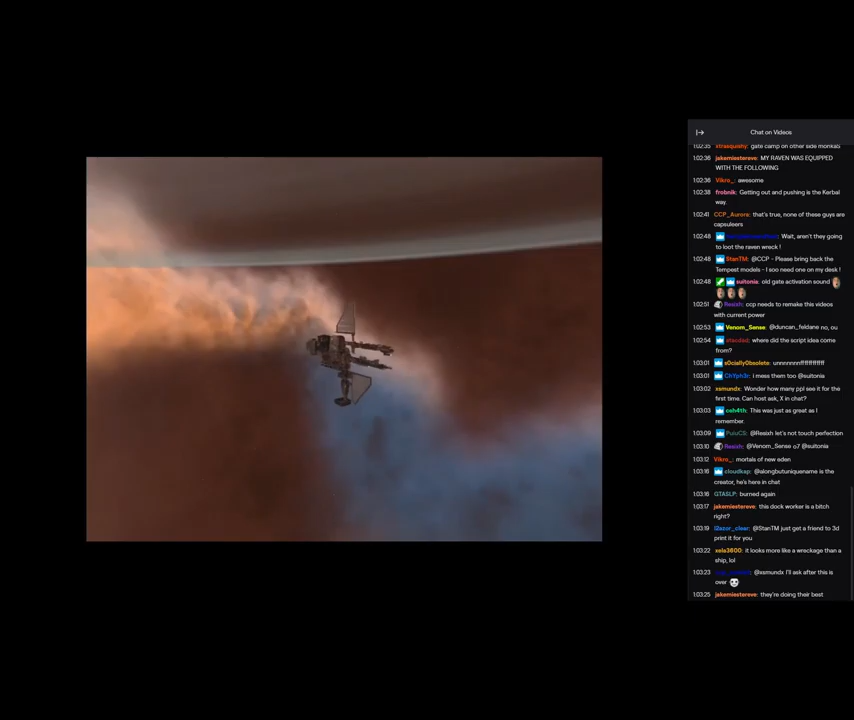 Chat on Videos
1:02:35 xtrasquishy: gate camp on other side monkaS
1:02:36 jakemiestereve: MY RAVEN WAS EQUIPPED
WITH THE FOLLOWING
1:02:36 Vikro_: awesome
1:02:38 frobnik: Getting out and pushing is the Kerbal
way.
1:02:41 CCP_Aurora: that's true, none of these guys are
capsuleers
1:02:48 : Wait, aren't they going
to loot the raven wreck !
1:02:48 StanTM: @CCP - Please bring back the
Tempest models - I soo need one on my desk !
1:02:48 suitonia: old gate activation sound
1:02:51 Resixh: ccp needs to remake this videos
with current power
1:02:53 Venom_Sense: @duncan_feldane no, ou
1:02:54 where did the script idea come
from?
1:03:01 s0cially0bsolete: unnnnnnffffffffffff
1:03:01 ChYph3r: i mess them too @suitonia
1:03:02 xsmundx: Wonder how many ppl see it for the
first time. Can host ask, X in chat?
1:03:03 ceh4th: This was just as great as I
remember.
1:03:09 PuiuCS: @Resixh let's not touch perfection
1:03:10 Resixh: @Venom_Sense o7 @suitonia
1:03:12 Vikro_: mortals of new eden
1:03:16 cloudkap: @alongbutuniquename is the
creator, he's here in chat
1:03:16 GTASLP: burned again
1:03:17 jakemiestereve: this dock worker is a bitch
right?
1:03:19 l2azor_clear: @StanTM just get a friend to 3d
print it for you
1:03:22 xela3600: it looks more like a wreckage than a
ship, lol
1:03:23 : @xsmundx I'll ask after this is
over
1:03:25 jakemiestereve: they're doing their best